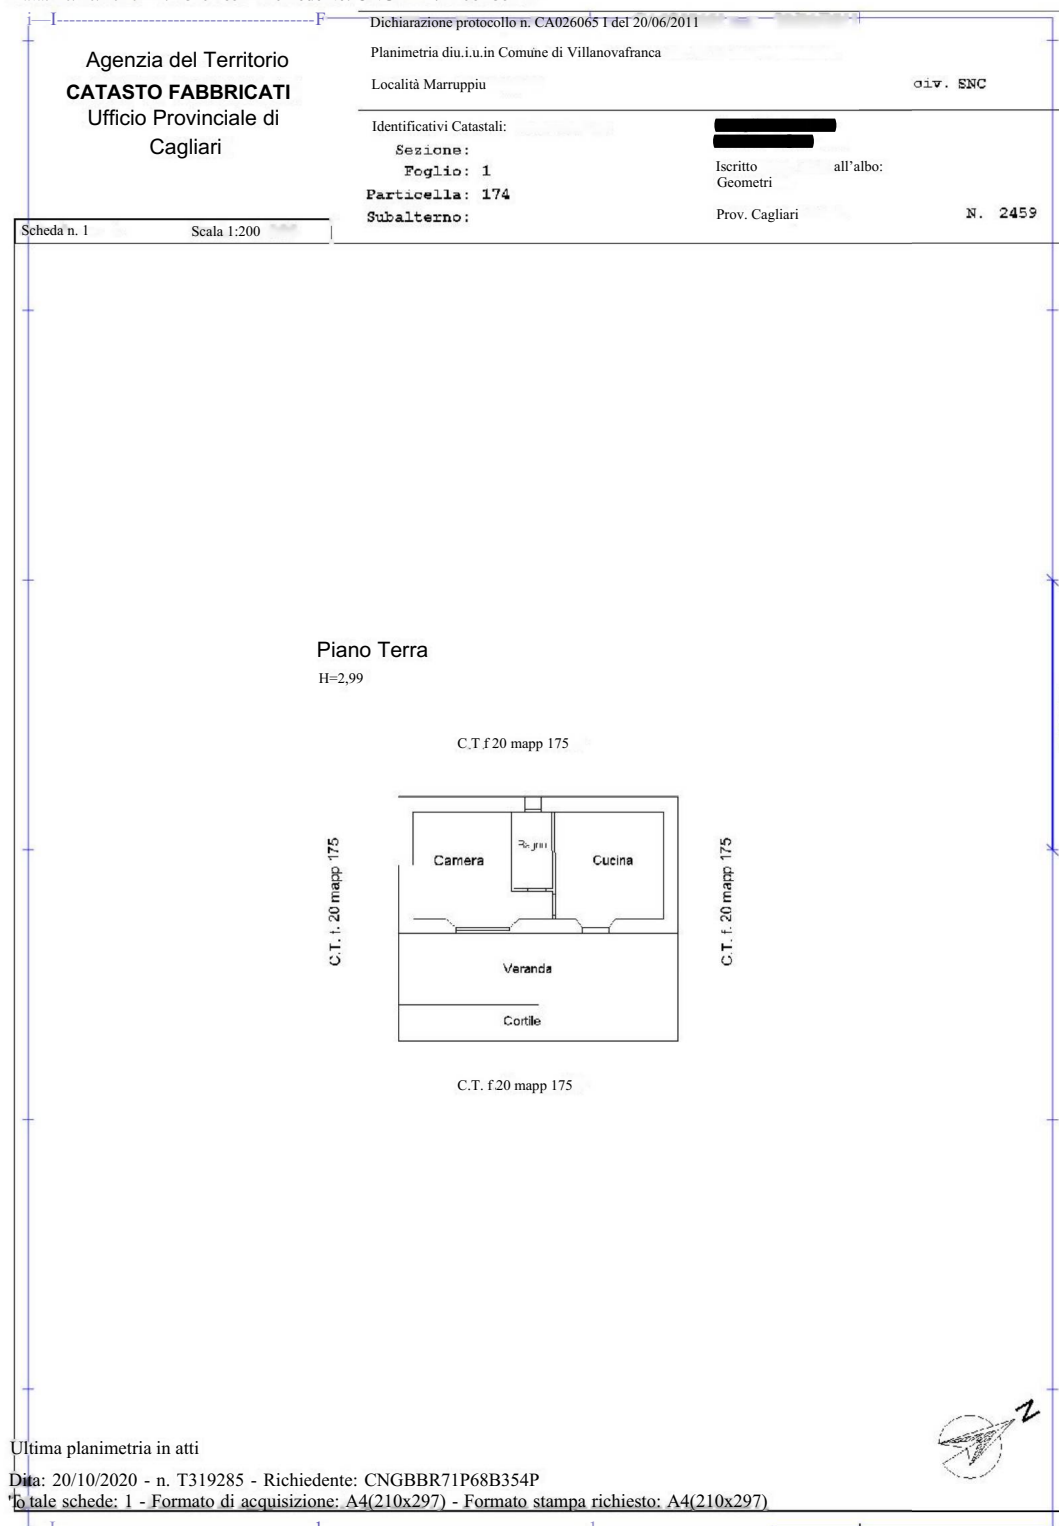 Dichiarazione protocollo n. CA026065 I del 20/06/2011
Planimetria diu.i.u.in Comune di Villanovafranca
Località Marruppiu
civ. SNC
Agenzia del Territorio
CATASTO FABBRICATI
Ufficio Provinciale di
Cagliari
Identificativi Catastali:
Sezione:
Foglio: 1
Particella: 174
Subalterno:
Iscritto all'albo:
Geometri
Prov. Cagliari
N. 2459
Scheda n. 1
Scala 1:200
Piano Terra
H=2,99
C.T f 20 mapp 175
C.T. f. 20 mapp 175
Camera
Bagno
Cucina
C.T. f. 20 mapp 175
Veranda
Cortile
C.T. f.20 mapp 175
N
Ultima planimetria in atti
Dita: 20/10/2020 - n. T319285 - Richiedente: CNGBBR71P68B354P
To tale schede: 1 - Formato di acquisizione: A4(210x297) - Formato stampa richiesto: A4(210x297)